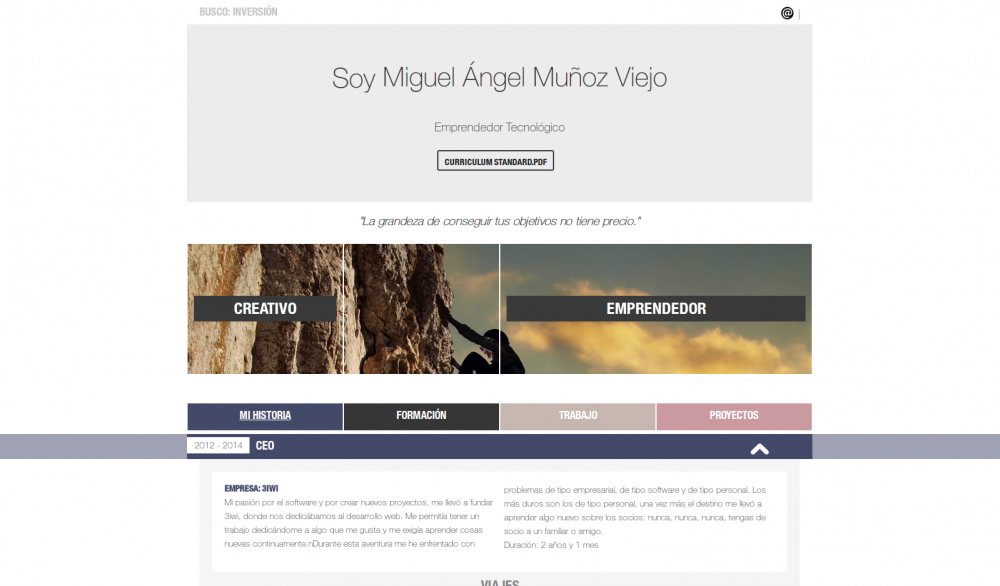 BUSCO: INVERSIÓN
@ |
Soy Miguel Ángel Muñoz Viejo
Emprendedor Tecnológico
CURRICULUM STANDARD.PDF
"La grandeza de conseguir tus objetivos no tiene precio."
CREATIVO
EMPRENDEDOR
MI HISTORIA
FORMACIÓN
TRABAJO
PROYECTOS
2012 - 2014 CEO
EMPRESA: 3IWI
Mi pasión por el software y por crear nuevos proyectos, me llevó a fundar
3iwi, donde nos dedicábamos al desarrollo web. Me permitía tener un
trabajo dedicándome a algo que me gusta y me exigía aprender cosas
nuevas continuamente.nDurante esta aventura me he enfrentado con
problemas de tipo empresarial, de tipo software y de tipo personal. Los
más duros son los de tipo personal, una vez más el destino me llevó a
aprender algo nuevo sobre los socios: nunca, nunca, nunca, tengas de
socio a un familiar o amigo.
Duración: 2 años y 1 mes
VIAJES